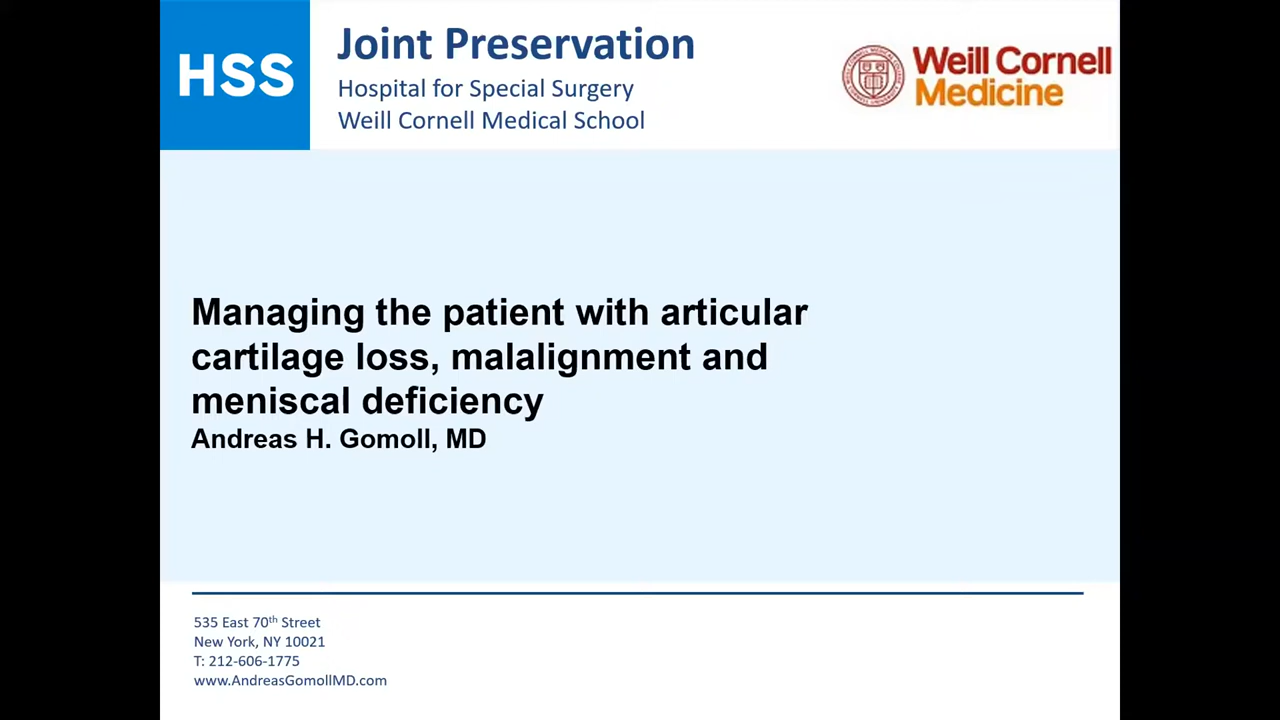 HSS
Joint Preservation
Hospital for Special Surgery
Weill Cornell Medical School
Weill Cornell
Medicine
Managing the patient with articular
cartilage loss, malalignment and
meniscal deficiency
Andreas H. Gomoll, MD
535 East 70th Street
New York, NY 10021
T: 212-606-1775
www.AndreasGomollMD.com